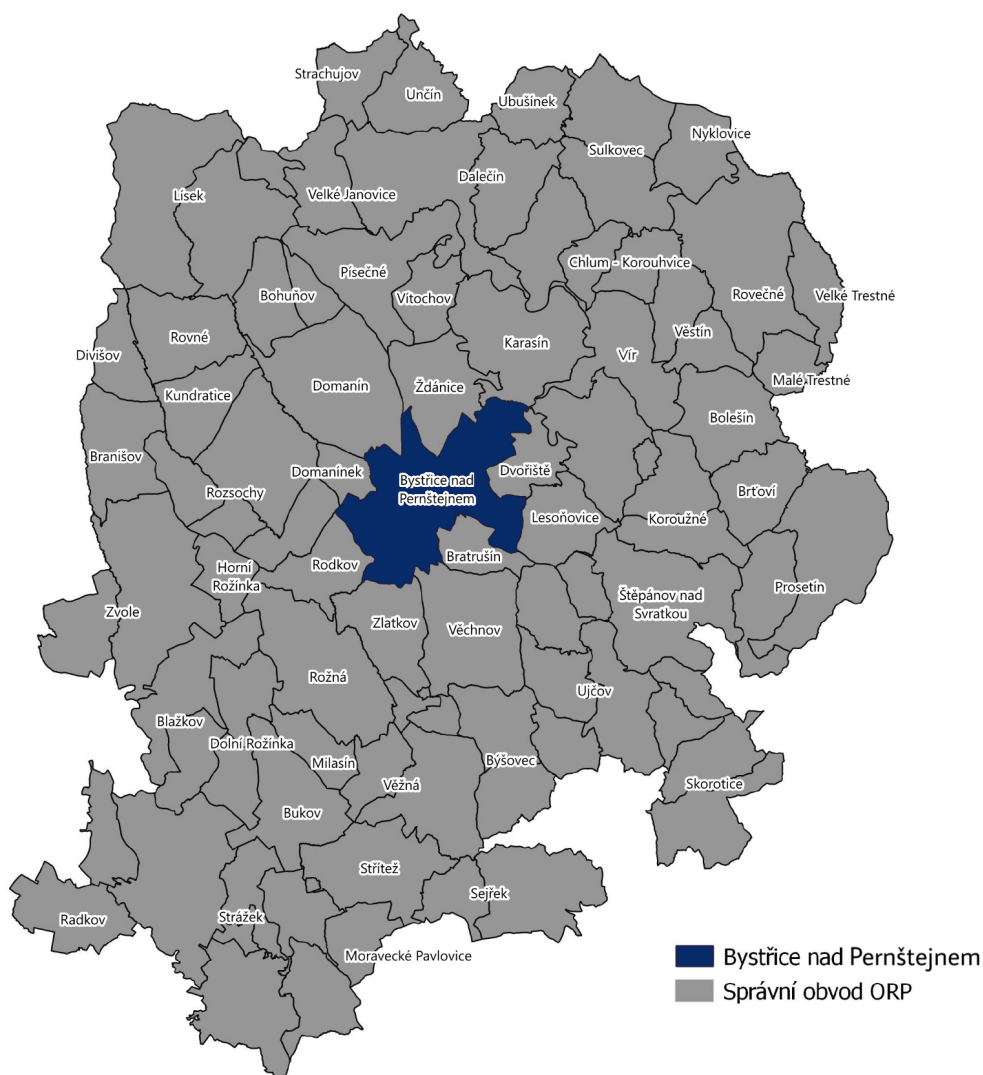 Strachujov
Unčín
Ubušínek
Nyklovice
Sulkovec
Dalečín
Lísek
Velké Janovice
Chlum - Korouhvice
Písečné
Bohuňov
Vítochov
Rovečné
Velké Trestné
Rovné
Karasín
Vír
Věstín
Divišov
Domanín
Ždánice
Malé Trestné
Kundratice
Bolešín
Branišov
Domanínek
Dvořiště
Bystřice nad
Pernštejnem
Rozsochy
Brťoví
Lesoňovice
Koroužné
Horní
Rožínka
Rodkov
Bratrušín
Prosetín
Štěpánov nad
Svratkou
Zvole
Zlatkov
Věchnov
Rožná
Ujčov
Blažkov
Dolní Rožínka
Milasín
Věžná
Býšovec
Skorotice
Bukov
Střítež
Sejřek
Radkov
Strážek
Moravecké Pavlovice
Bystřice nad Pernštejnem
Správní obvod ORP